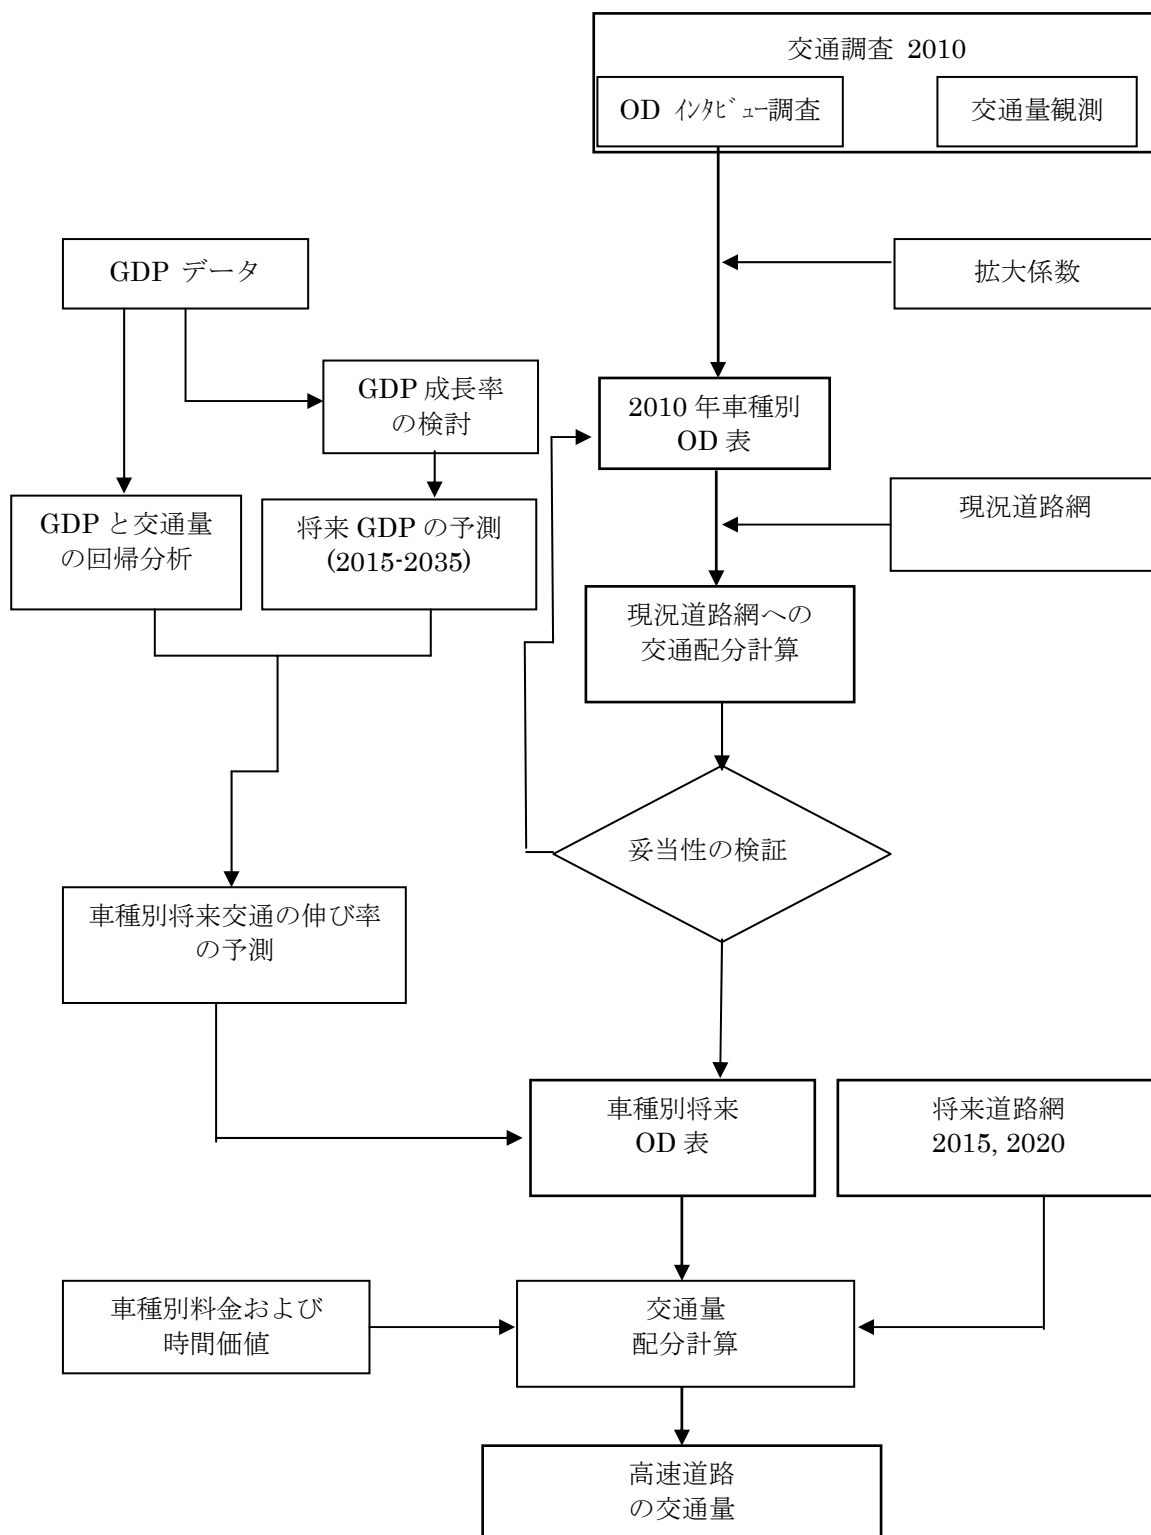 交通調査 2010
OD ｲﾝﾀﾋﾞｭｰ調査
交通量観測
GDP データ
拡大係数
GDP 成長率
の検討
2010 年車種別
OD 表
GDP と交通量
の回帰分析
将来 GDP の予測
(2015-2035)
現況道路網
現況道路網への
交通配分計算
妥当性の検証
車種別将来交通の伸び率
の予測
車種別将来
OD 表
将来道路網
2015, 2020
車種別料金および
時間価値
交通量
配分計算
高速道路
の交通量